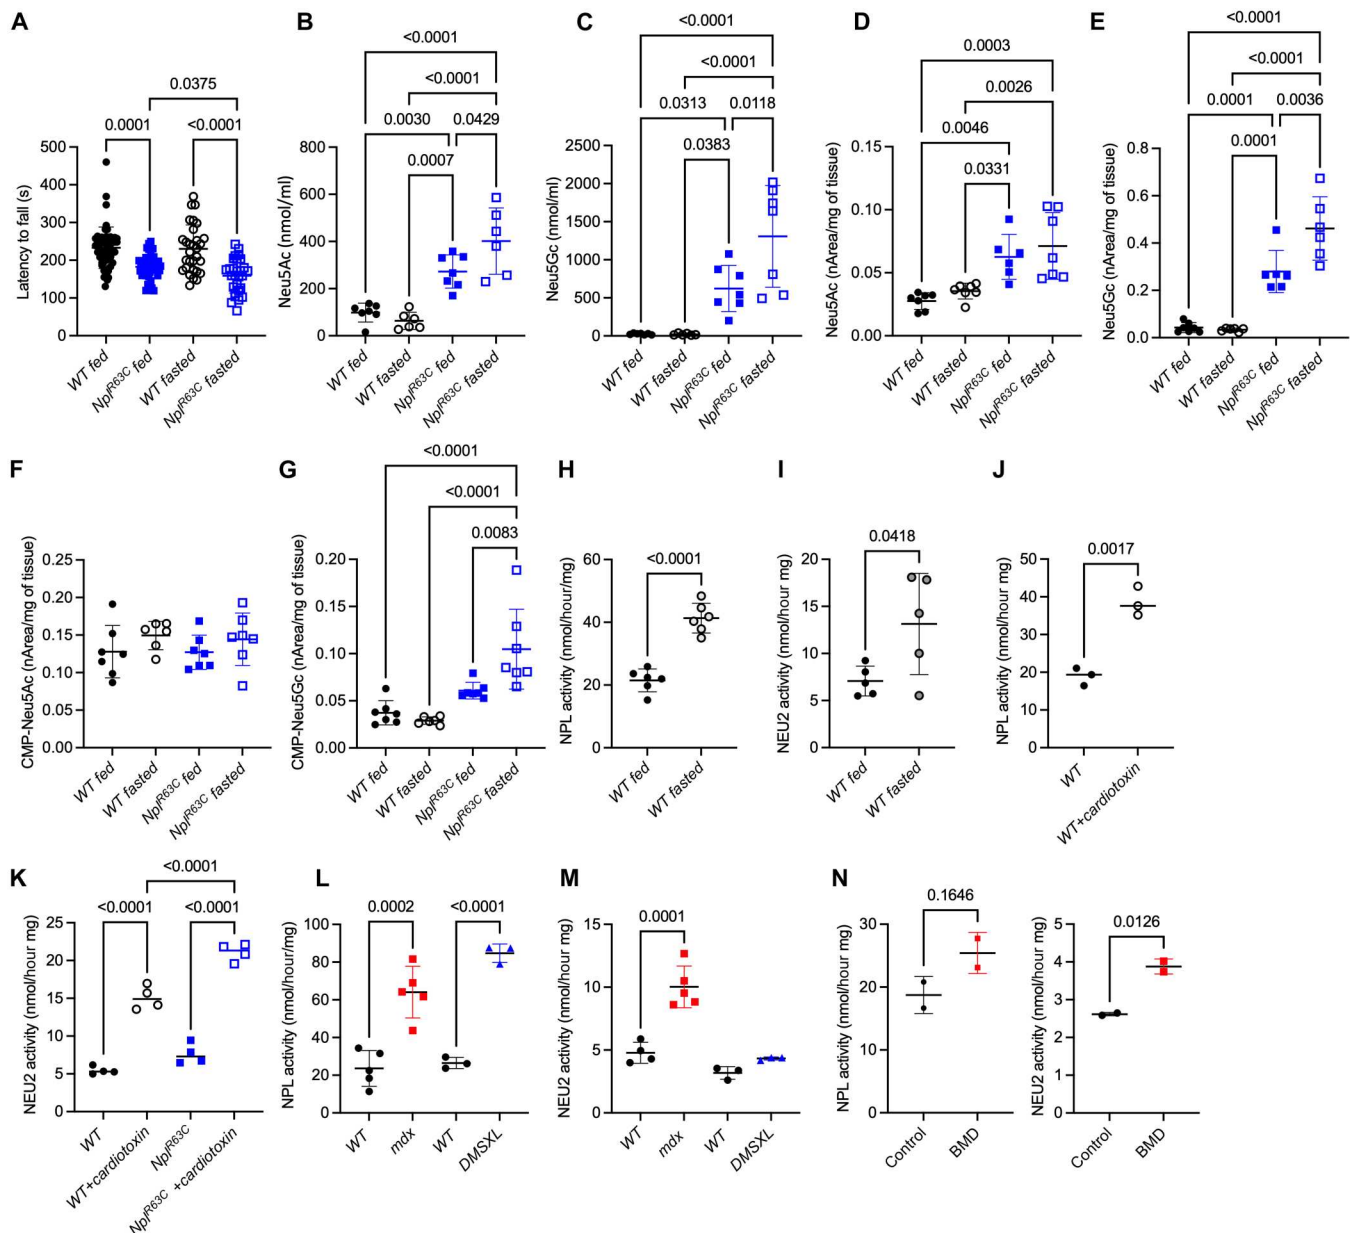 A
0.0375
0.0001
<0.0001
Latency to fall (s)
500
400
300
200
100
0
WT fed
Npl^R63C fed
WT fasted
Npl^R63C fasted
B
<0.0001
<0.0001
0.0030
0.0429
0.0007
Neu5Ac (nmol/ml)
800
600
400
200
0
WT fed
WT fasted
Npl^R63C fed
Npl^R63C fasted
C
<0.0001
<0.0001
0.0313
0.0118
0.0383
Neu5Gc (nmol/ml)
2500
2000
1500
1000
500
0
WT fed
WT fasted
Npl^R63C fed
Npl^R63C fasted
D
0.0003
0.0026
0.0046
0.0331
Neu5Ac (nArea/mg of tissue)
0.15
0.10
0.05
0.00
WT fed
WT fasted
Npl^R63C fed
Npl^R63C fasted
E
<0.0001
<0.0001
0.0001
0.0036
0.0001
Neu5Gc (nArea/mg of tissue)
0.8
0.6
0.4
0.2
0.0
WT fed
WT fasted
Npl^R63C fed
Npl^R63C fasted
F
CMP-Neu5Ac (nArea/mg of tissue)
0.25
0.20
0.15
0.10
0.05
0.00
WT fed
WT fasted
Npl^R63C fed
Npl^R63C fasted
G
<0.0001
<0.0001
0.0083
CMP-Neu5Gc (nArea/mg of tissue)
0.20
0.15
0.10
0.05
0.00
WT fed
WT fasted
Npl^R63C fed
Npl^R63C fasted
H
<0.0001
NPL activity (nmol/hour/mg)
60
40
20
0
WT fed
WT fasted
I
0.0418
NEU2 activity (nmol/hour mg)
20
15
10
5
0
WT fed
WT fasted
J
0.0017
NPL activity (nmol/hour mg)
50
40
30
20
10
0
WT
WT+cardiotoxin
K
<0.0001
<0.0001
<0.0001
NEU2 activity (nmol/hour mg)
25
20
15
10
5
0
WT
WT+cardiotoxin
Npl^R63C
Npl^R63C +cardiotoxin
L
0.0002
<0.0001
NPL activity (nmol/hour/mg)
100
80
60
40
20
0
WT
mdx
WT
DMSXL
M
0.0001
NEU2 activity (nmol/hour mg)
15
10
5
0
WT
mdx
WT
DMSXL
N
0.1646
NPL activity (nmol/hour mg)
30
20
10
0
Control
BMD
0.0126
NEU2 activity (nmol/hour mg)
5
4
3
2
1
0
Control
BMD